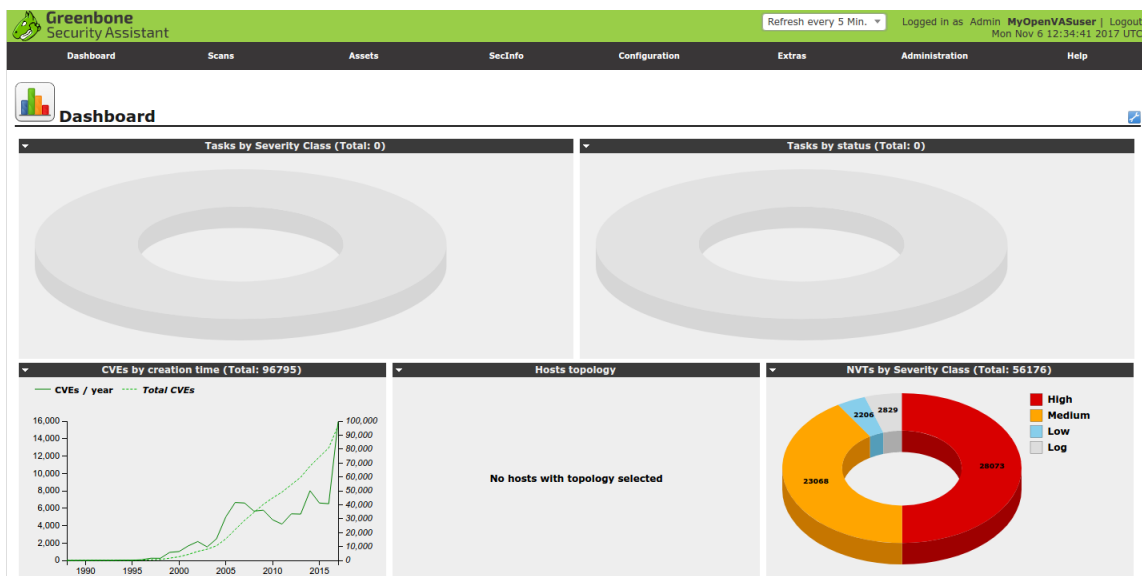 Greenbone
Security Assistant
Refresh every 5 Min.
Logged in as Admin MyOpenVASuser | Logout
Mon Nov 6 12:34:41 2017 UTC
Dashboard Scans Assets SecInfo Configuration Extras Administration Help
Dashboard
Tasks by Severity Class (Total: 0)
Tasks by status (Total: 0)
CVEs by creation time (Total: 96795)
CVEs / year Total CVEs
16,000
14,000
12,000
10,000
8,000
6,000
4,000
2,000
0
100,000
90,000
80,000
70,000
60,000
50,000
40,000
30,000
20,000
10,000
0
1990 1995 2000 2005 2010 2015
Hosts topology
No hosts with topology selected
NVTs by Severity Class (Total: 56176)
2206 2829
23068
28073
High
Medium
Low
Log